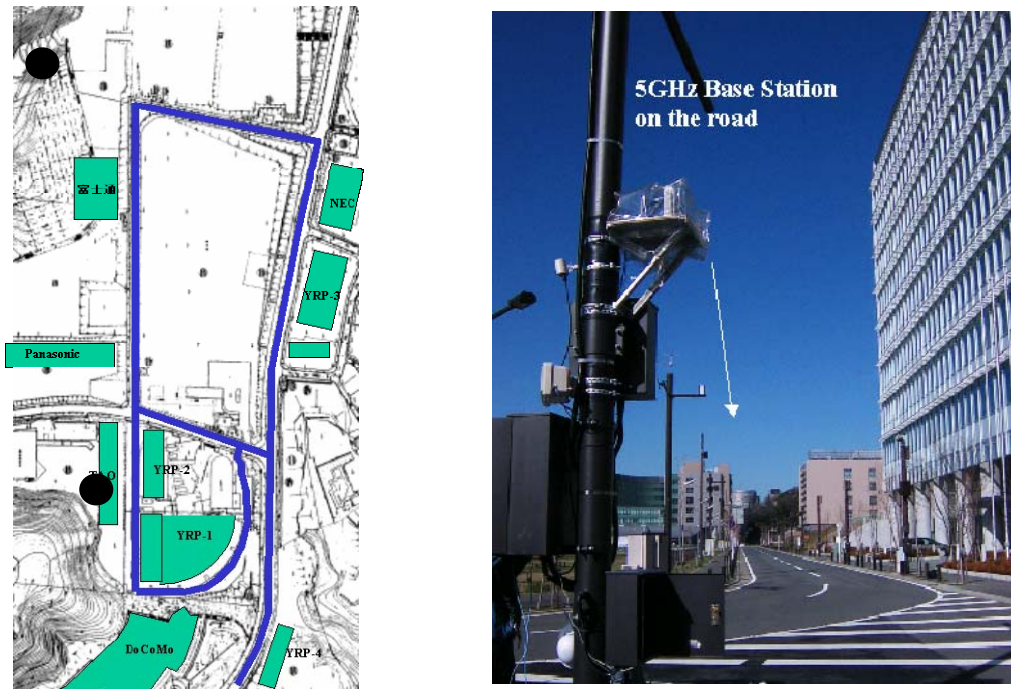 富士通
NEC
YRP-3
Panasonic
YRP-2
YRP-1
DoCoMo
YRP-4
5GHz Base Station
on the road